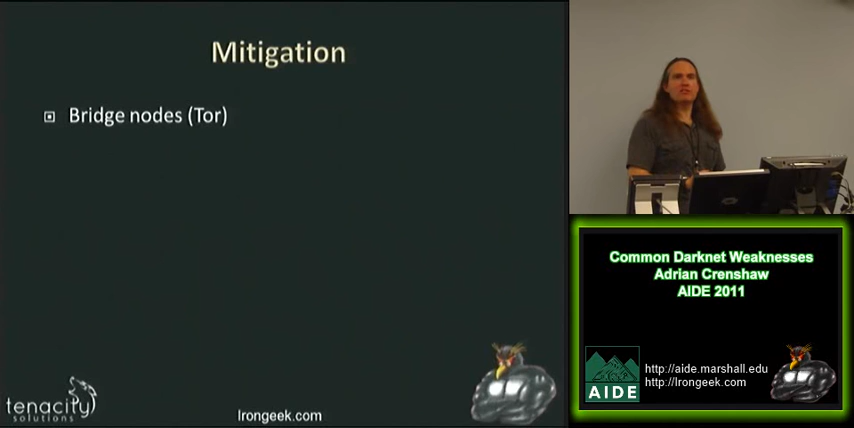 Mitigation
Bridge nodes (Tor)
tenacity
solutions
Irongeek.com
Common Darknet Weaknesses
Adrian Crenshaw
AIDE 2011
AIDE
http://aide.marshall.edu
http://Irongeek.com